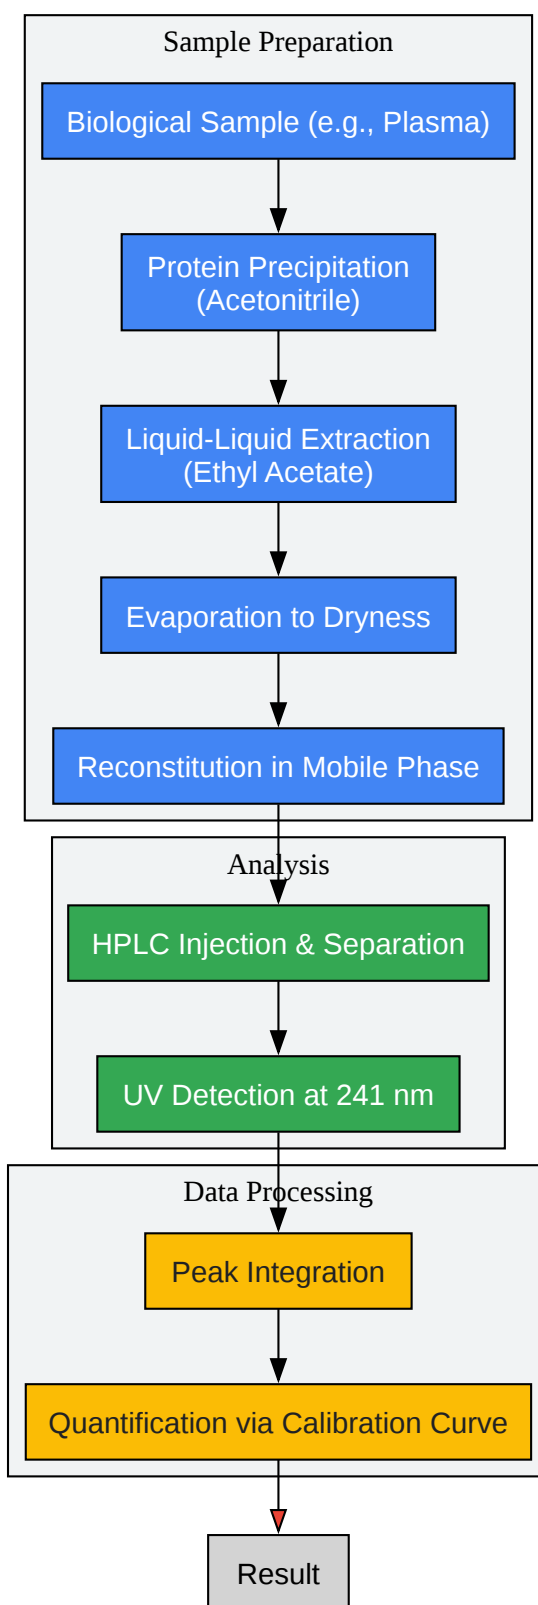 Sample Preparation
Biological Sample (e.g., Plasma)
Protein Precipitation
(Acetonitrile)
Liquid-Liquid Extraction
(Ethyl Acetate)
Evaporation to Dryness
Reconstitution in Mobile Phase
Analysis
HPLC Injection & Separation
UV Detection at 241 nm
Data Processing
Peak Integration
Quantification via Calibration Curve
Result